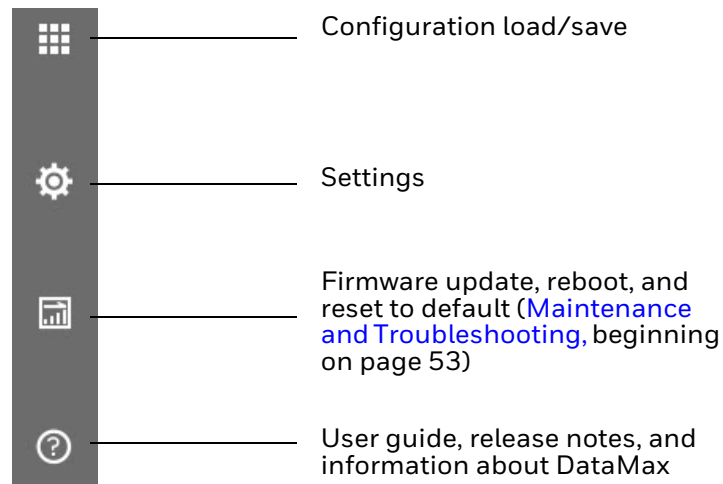 Configuration load/save
Settings
Firmware update, reboot, and
reset to default (Maintenance
and Troubleshooting, beginning
on page 53)
?
User guide, release notes, and
information about DataMax